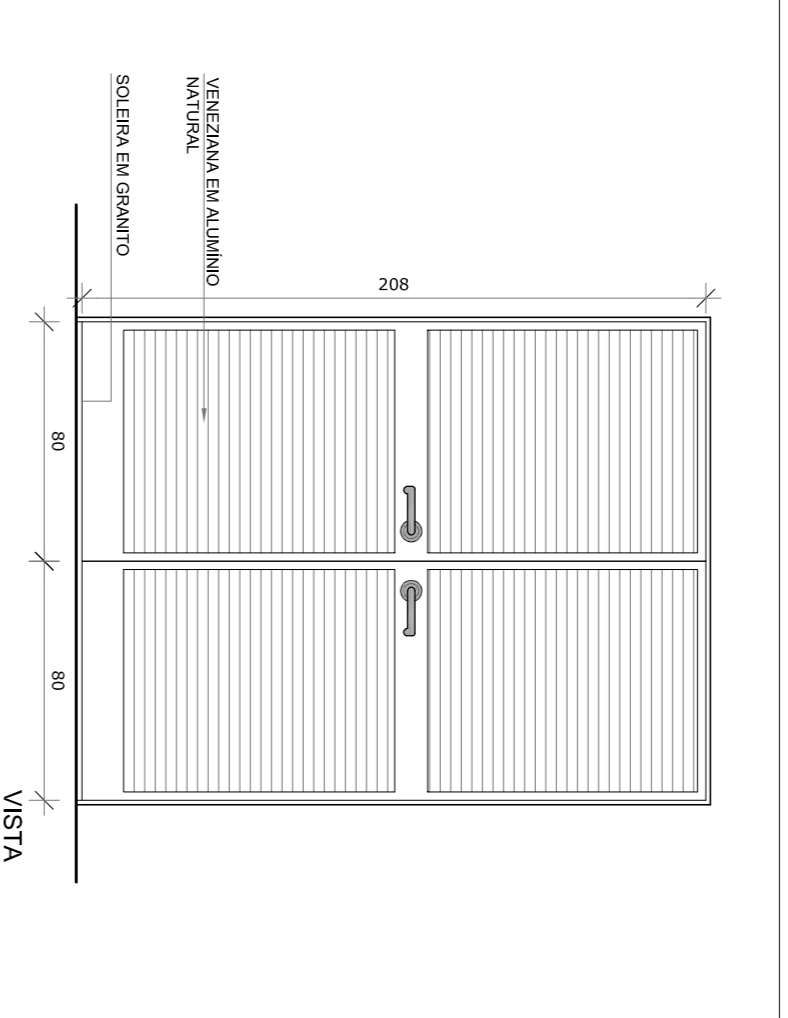 208
VENEZIANA EM ALUMÍNIO
NATURAL
SOLEIRA EM GRANITO
80
80
VISTA